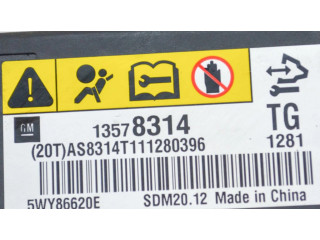 GM
13578314
TG
(20T)AS8314T111280396
1281
5WY86620E
SDM20.12 Made in China